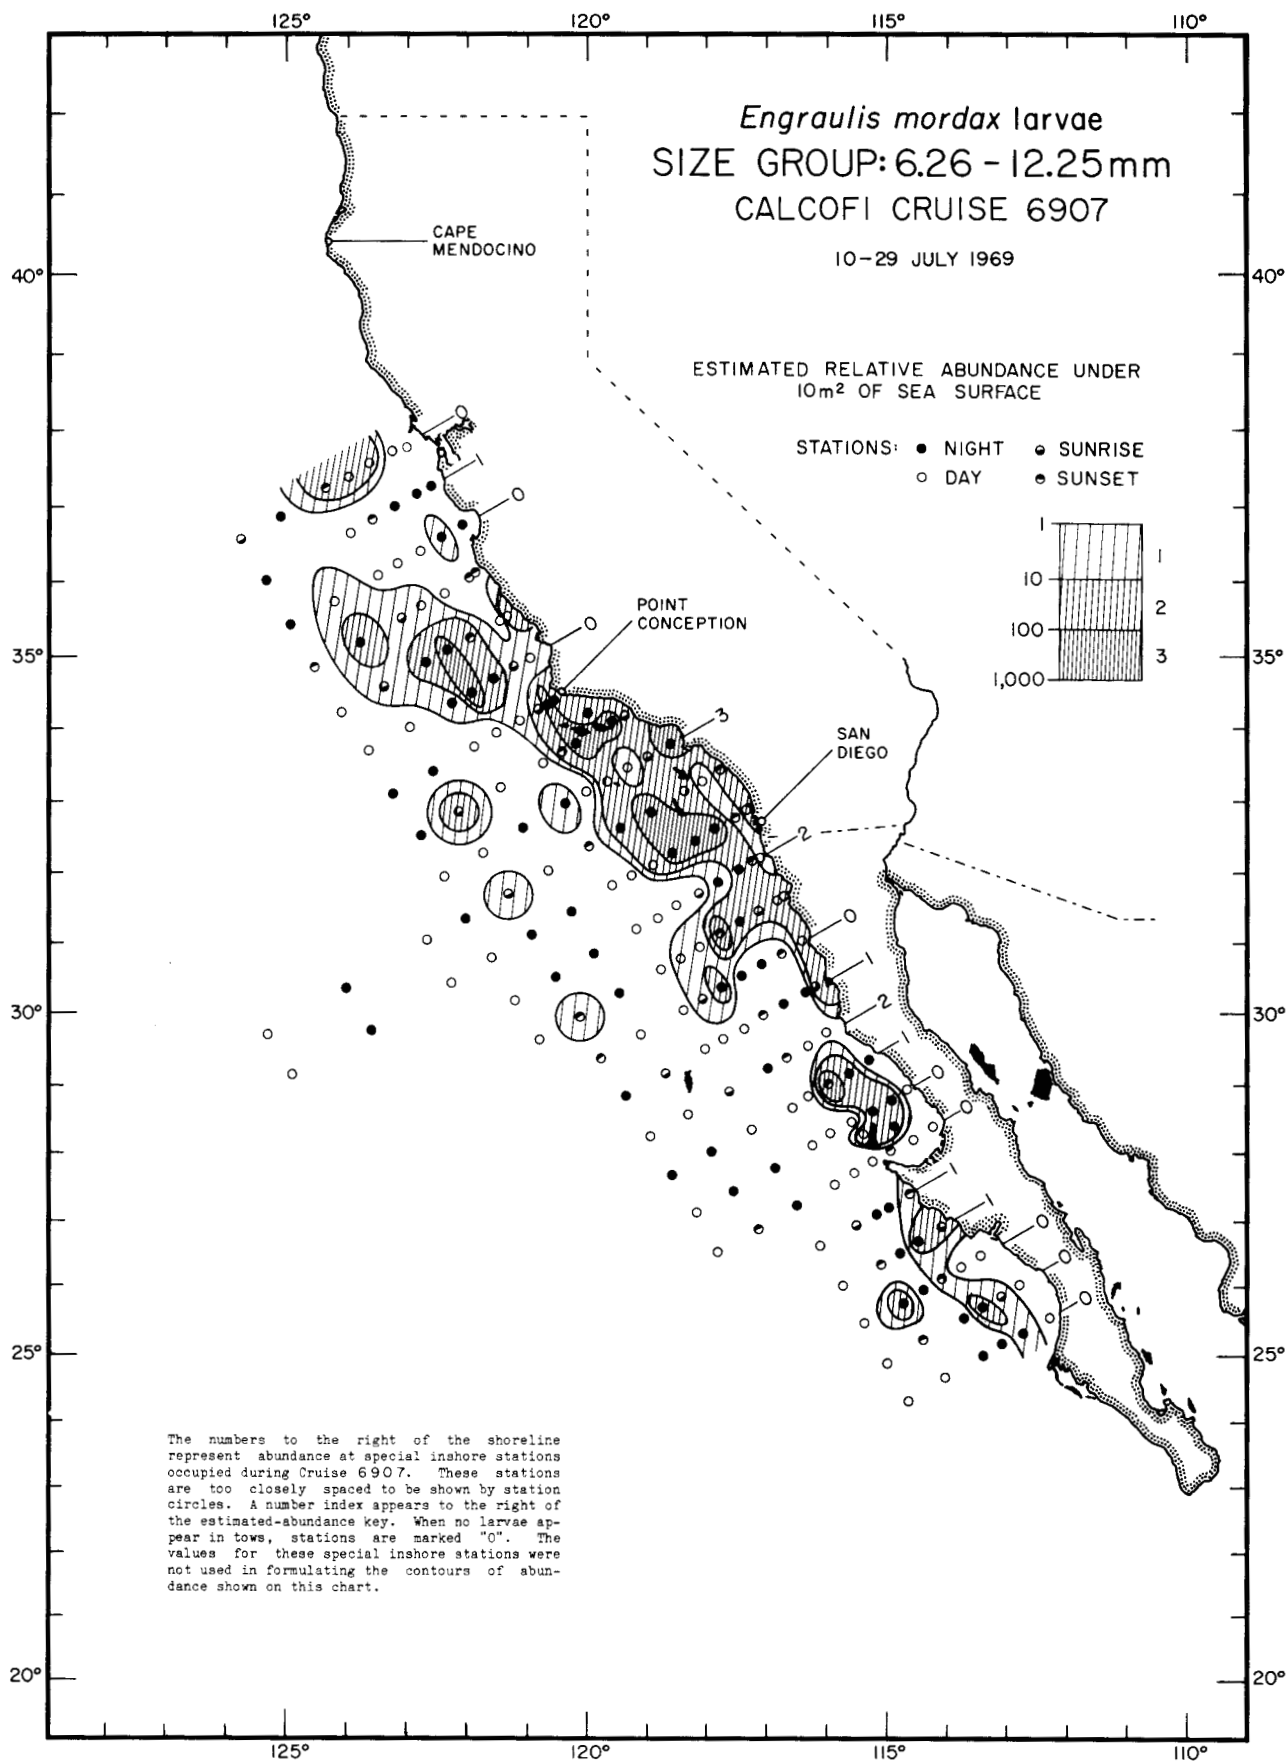 125° 120° 115° 110°
Engraulis mordax larvae
SIZE GROUP: 6.26 - 12.25mm
CALCOFI CRUISE 6907
10-29 JULY 1969
CAPE
MENDOCINO
40° 40°
ESTIMATED RELATIVE ABUNDANCE UNDER
10m² OF SEA SURFACE
STATIONS: ● NIGHT SUNRISE
○ DAY SUNSET
0
1
0
1
10
100
1,000
1
2
3
POINT
CONCEPTION
0
35° 35°
3
SAN
DIEGO
2
0
1
2
30° 30°
1
0
0
1
1
0
0
0
25° 25°
The numbers to the right of the shoreline
represent abundance at special inshore stations
occupied during Cruise 6907. These stations
are too closely spaced to be shown by station
circles. A number index appears to the right of
the estimated-abundance key. When no larvae ap-
pear in tows, stations are marked "0". The
values for these special inshore stations were
not used in formulating the contours of abun-
dance shown on this chart.
20° 20°
125° 120° 115° 110°